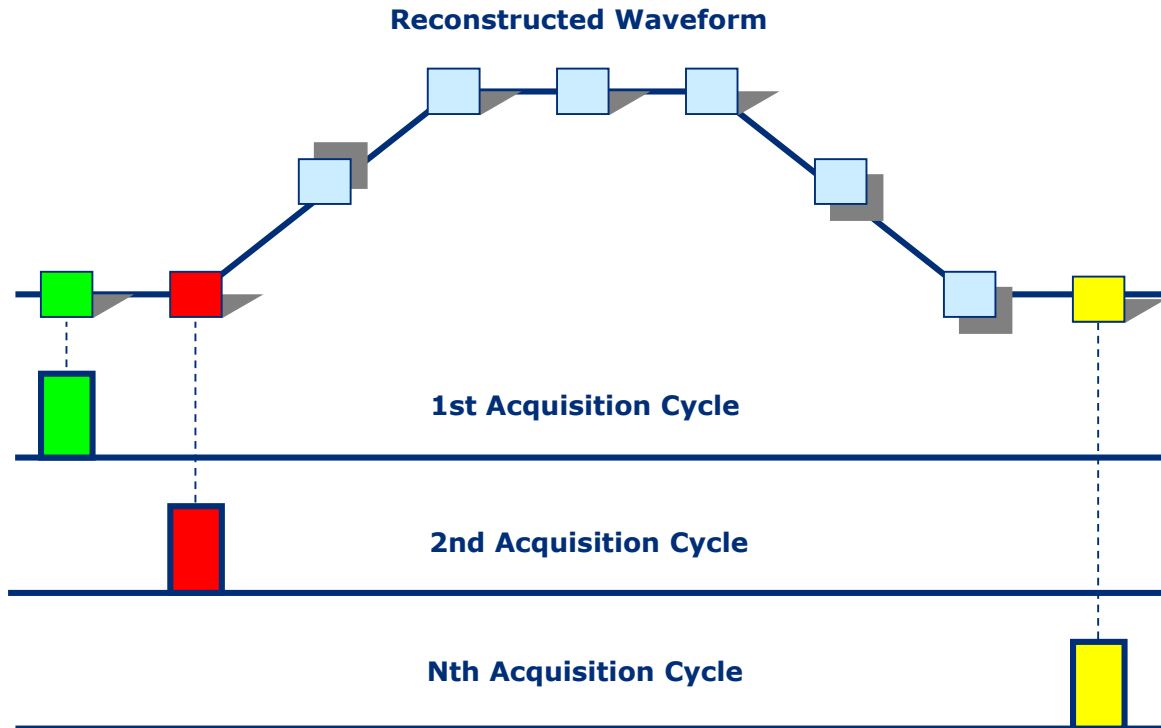 Reconstructed Waveform
1st Acquisition Cycle
2nd Acquisition Cycle
Nth Acquisition Cycle